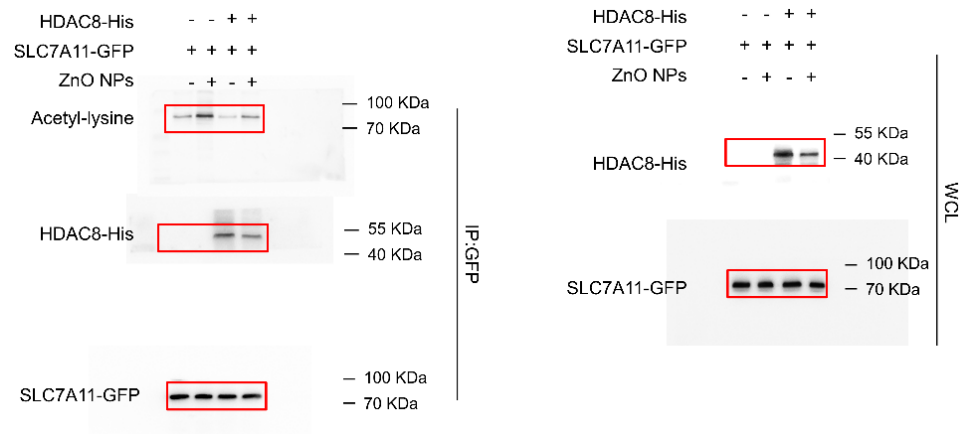 HDAC8-His - - + +
SLC7A11-GFP + + + +
ZnO NPs - + - +
Acetyl-lysine
— 100 KDa
— 70 KDa
HDAC8-His
— 55 KDa
— 40 KDa
SLC7A11-GFP
— 100 KDa
— 70 KDa
IP:GFP
HDAC8-His - - + +
SLC7A11-GFP + + + +
ZnO NPs - + - +
HDAC8-His
— 55 KDa
— 40 KDa
SLC7A11-GFP
— 100 KDa
— 70 KDa
WCL